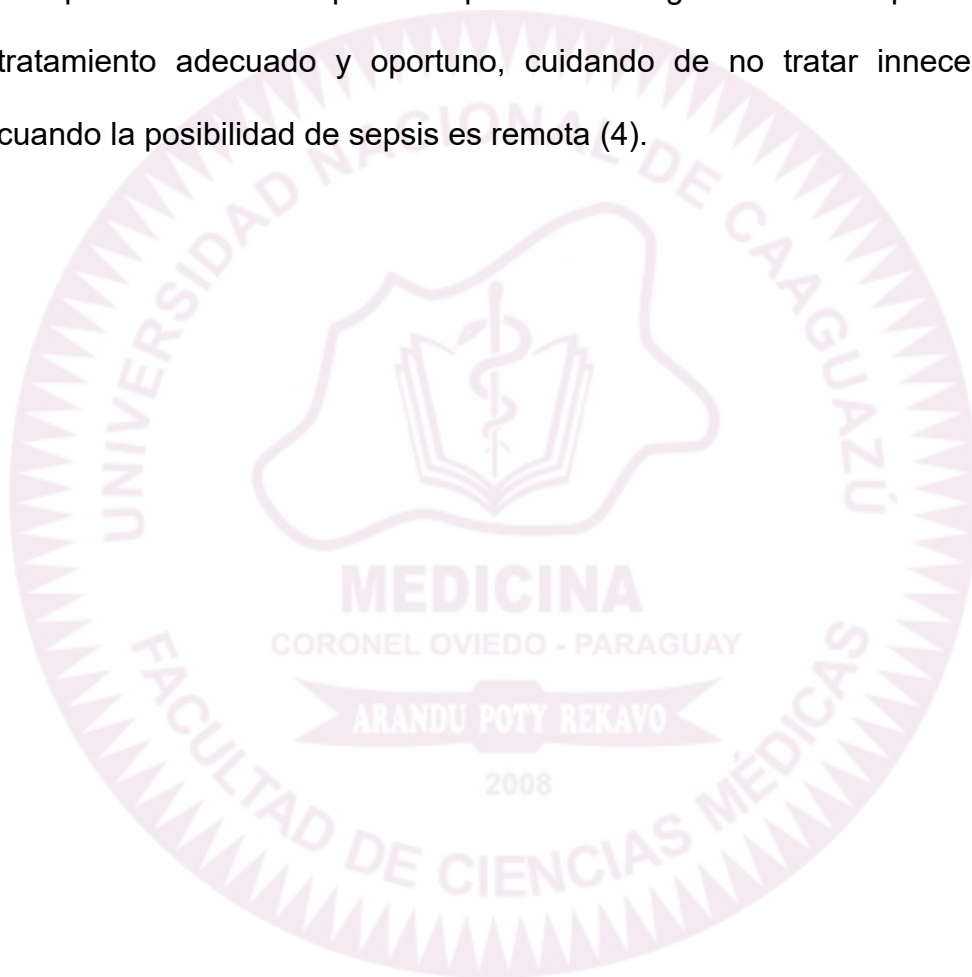 tratamiento adecuado y oportuno, cuidando de no tratar
cuando la posibilidad de sepsis es remota (4).
UNIVERSIDAD NACIONAL DE CAAGUAZÚ
MEDICINA
CORONEL OVIEDO - PARAGUAY
ARANDU POTY REKAVO
2008
FACULTAD DE CIENCIAS MÉDICAS